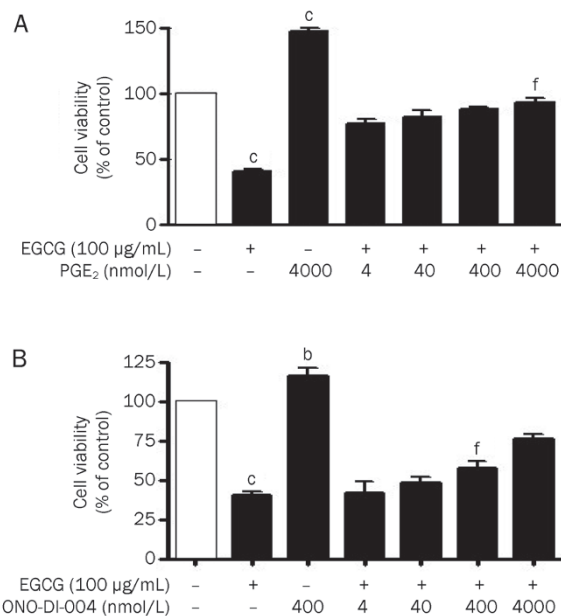 A
150
100
50
0
Cell viability
(% of control)
c
c
f
EGCG (100 µg/mL) – + – + + + +
PGE₂ (nmol/L) – – 4000 4 40 400 4000
B
125
100
75
50
25
0
Cell viability
(% of control)
c
b
f
EGCG (100 µg/mL) – + – + + + +
ONO-DI-004 (nmol/L) – – 400 4 40 400 4000